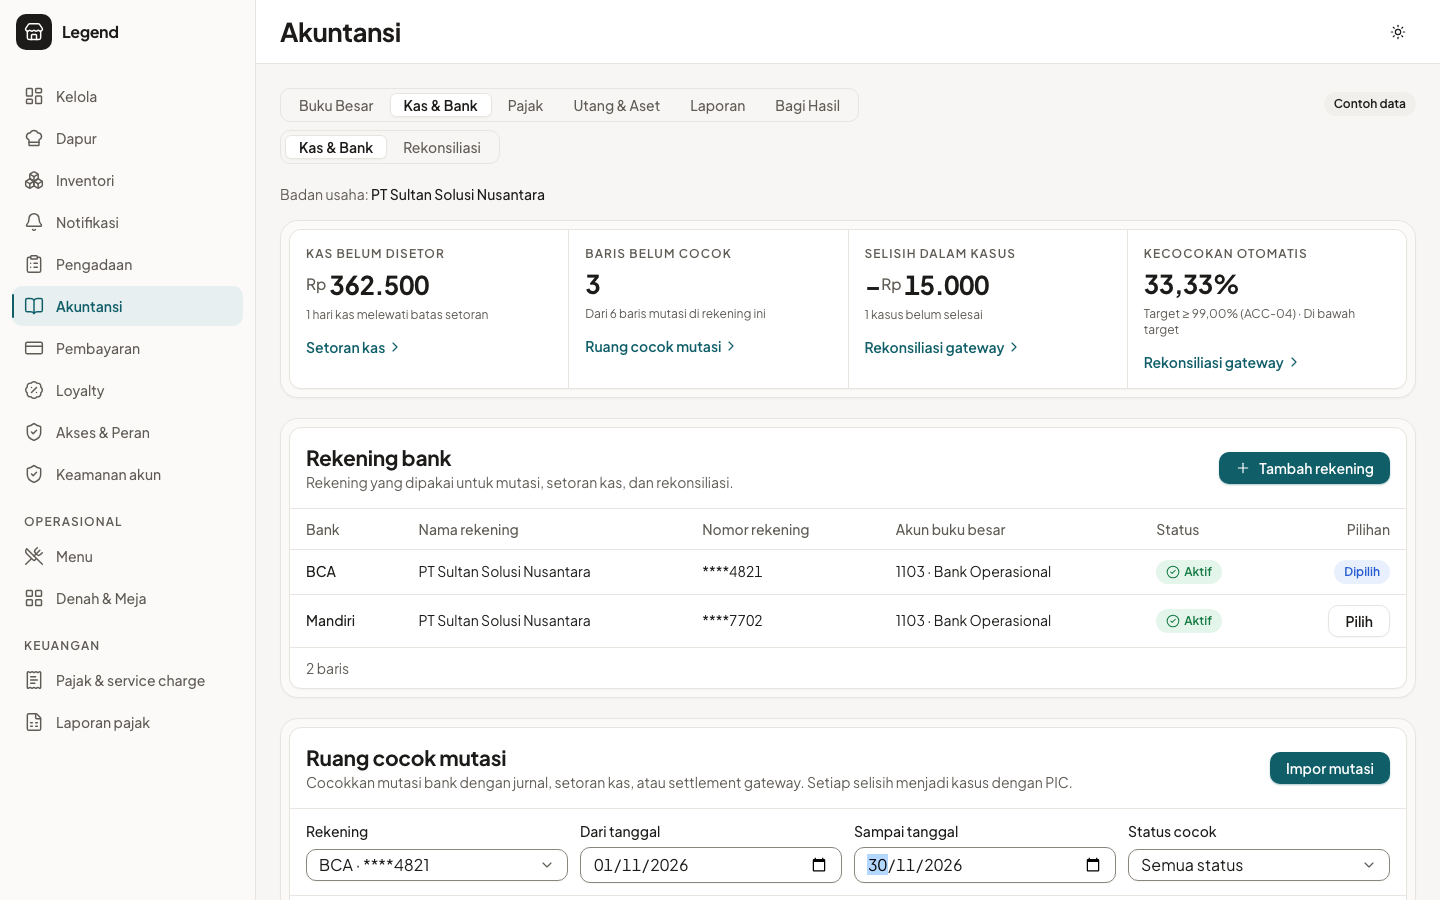 Legend
Akuntansi
Kelola
Dapur
Inventori
Notifikasi
Pengadaan
Akuntansi
Pembayaran
Loyalty
Akses & Peran
Keamanan akun
OPERASIONAL
Menu
Denah & Meja
KEUANGAN
Pajak & service charge
Laporan pajak
Buku Besar Kas & Bank Pajak Utang & Aset Laporan Bagi Hasil
Contoh data
Kas & Bank Rekonsiliasi
Badan usaha: PT Sultan Solusi Nusantara
KAS BELUM DISETOR
Rp 362.500
1 hari kas melewati batas setoran
Setoran kas
BARIS BELUM COCOK
3
Dari 6 baris mutasi di rekening ini
Ruang cocok mutasi
SELISIH DALAM KASUS
−Rp 15.000
1 kasus belum selesai
Rekonsiliasi gateway
KECOCOKAN OTOMATIS
33,33%
Target ≥ 99,00% (ACC-04) · Di bawah
target
Rekonsiliasi gateway
Rekening bank
Rekening yang dipakai untuk mutasi, setoran kas, dan rekonsiliasi.
Tambah rekening
Bank Nama rekening Nomor rekening Akun buku besar Status Pilihan
BCA PT Sultan Solusi Nusantara ****4821 1103 · Bank Operasional Aktif Dipilih
Mandiri PT Sultan Solusi Nusantara ****7702 1103 · Bank Operasional Aktif Pilih
2 baris
Ruang cocok mutasi
Cocokkan mutasi bank dengan jurnal, setoran kas, atau settlement gateway. Setiap selisih menjadi kasus dengan PIC.
Impor mutasi
Rekening Dari tanggal Sampai tanggal Status cocok
BCA · ****4821 01/11/2026 30/11/2026 Semua status